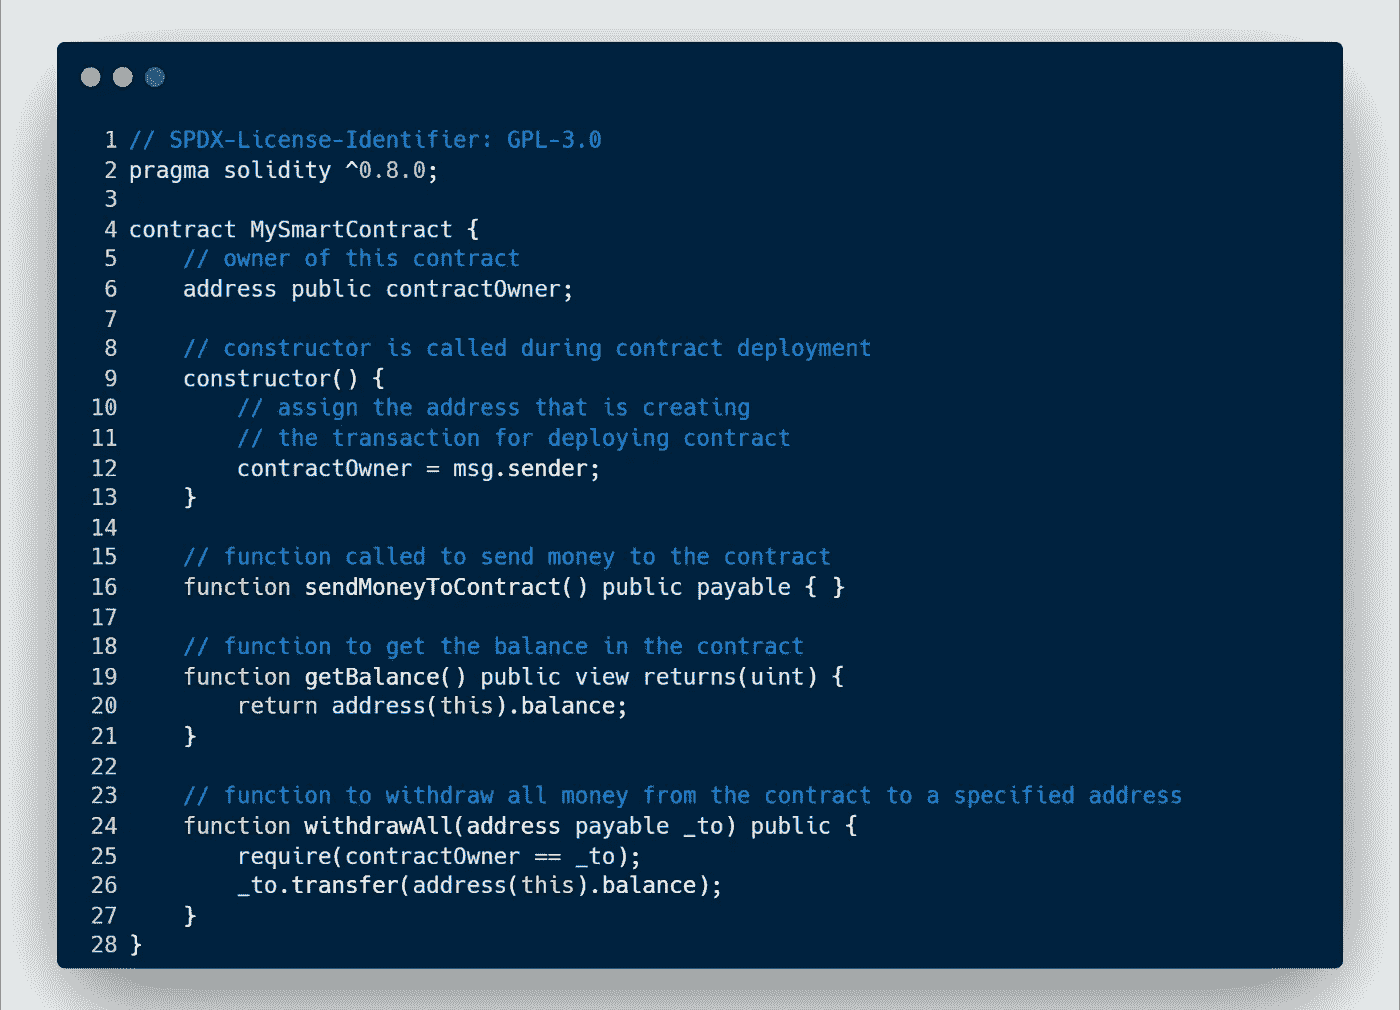 1 // SPDX-License-Identifier: GPL-3.0
2 pragma solidity ^0.8.0;
3
4 contract MySmartContract {
5     // owner of this contract
6     address public contractOwner;
7
8     // constructor is called during contract deployment
9     constructor() {
10         // assign the address that is creating
11         // the transaction for deploying contract
12         contractOwner = msg.sender;
13     }
14
15     // function called to send money to the contract
16     function sendMoneyToContract() public payable { }
17
18     // function to get the balance in the contract
19     function getBalance() public view returns(uint) {
20         return address(this).balance;
21     }
22
23     // function to withdraw all money from the contract to a specified address
24     function withdrawAll(address payable _to) public {
25         require(contractOwner == _to);
26         _to.transfer(address(this).balance);
27     }
28 }